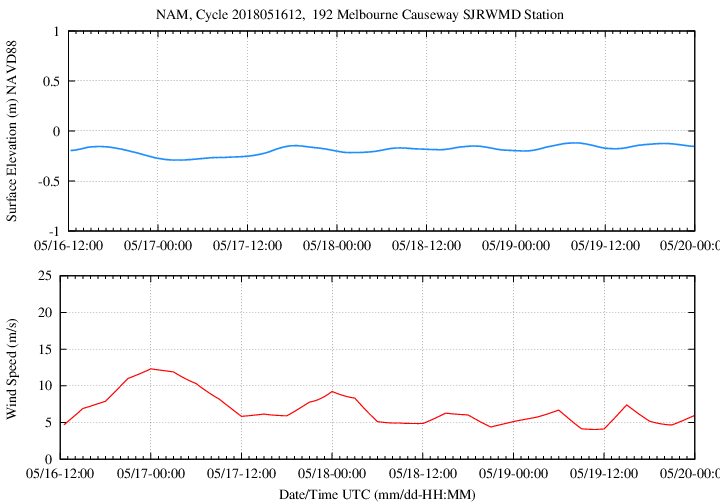 NAM, Cycle 2018051612,  192 Melbourne Causeway SJRWMD Station
Surface Elevation (m) NAVD88
1
0.5
0
-0.5
-1
05/16-12:00 05/17-00:00 05/17-12:00 05/18-00:00 05/18-12:00 05/19-00:00 05/19-12:00 05/20-00:0
Wind Speed (m/s)
25
20
15
10
5
0
05/16-12:00 05/17-00:00 05/17-12:00 05/18-00:00 05/18-12:00 05/19-00:00 05/19-12:00 05/20-00:0
Date/Time UTC (mm/dd-HH:MM)